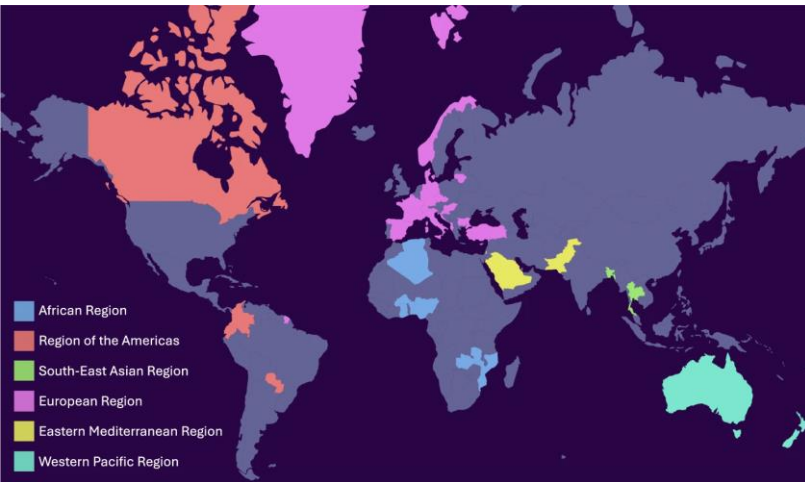 African Region
Region of the Americas
South-East Asian Region
European Region
Eastern Mediterranean Region
Western Pacific Region